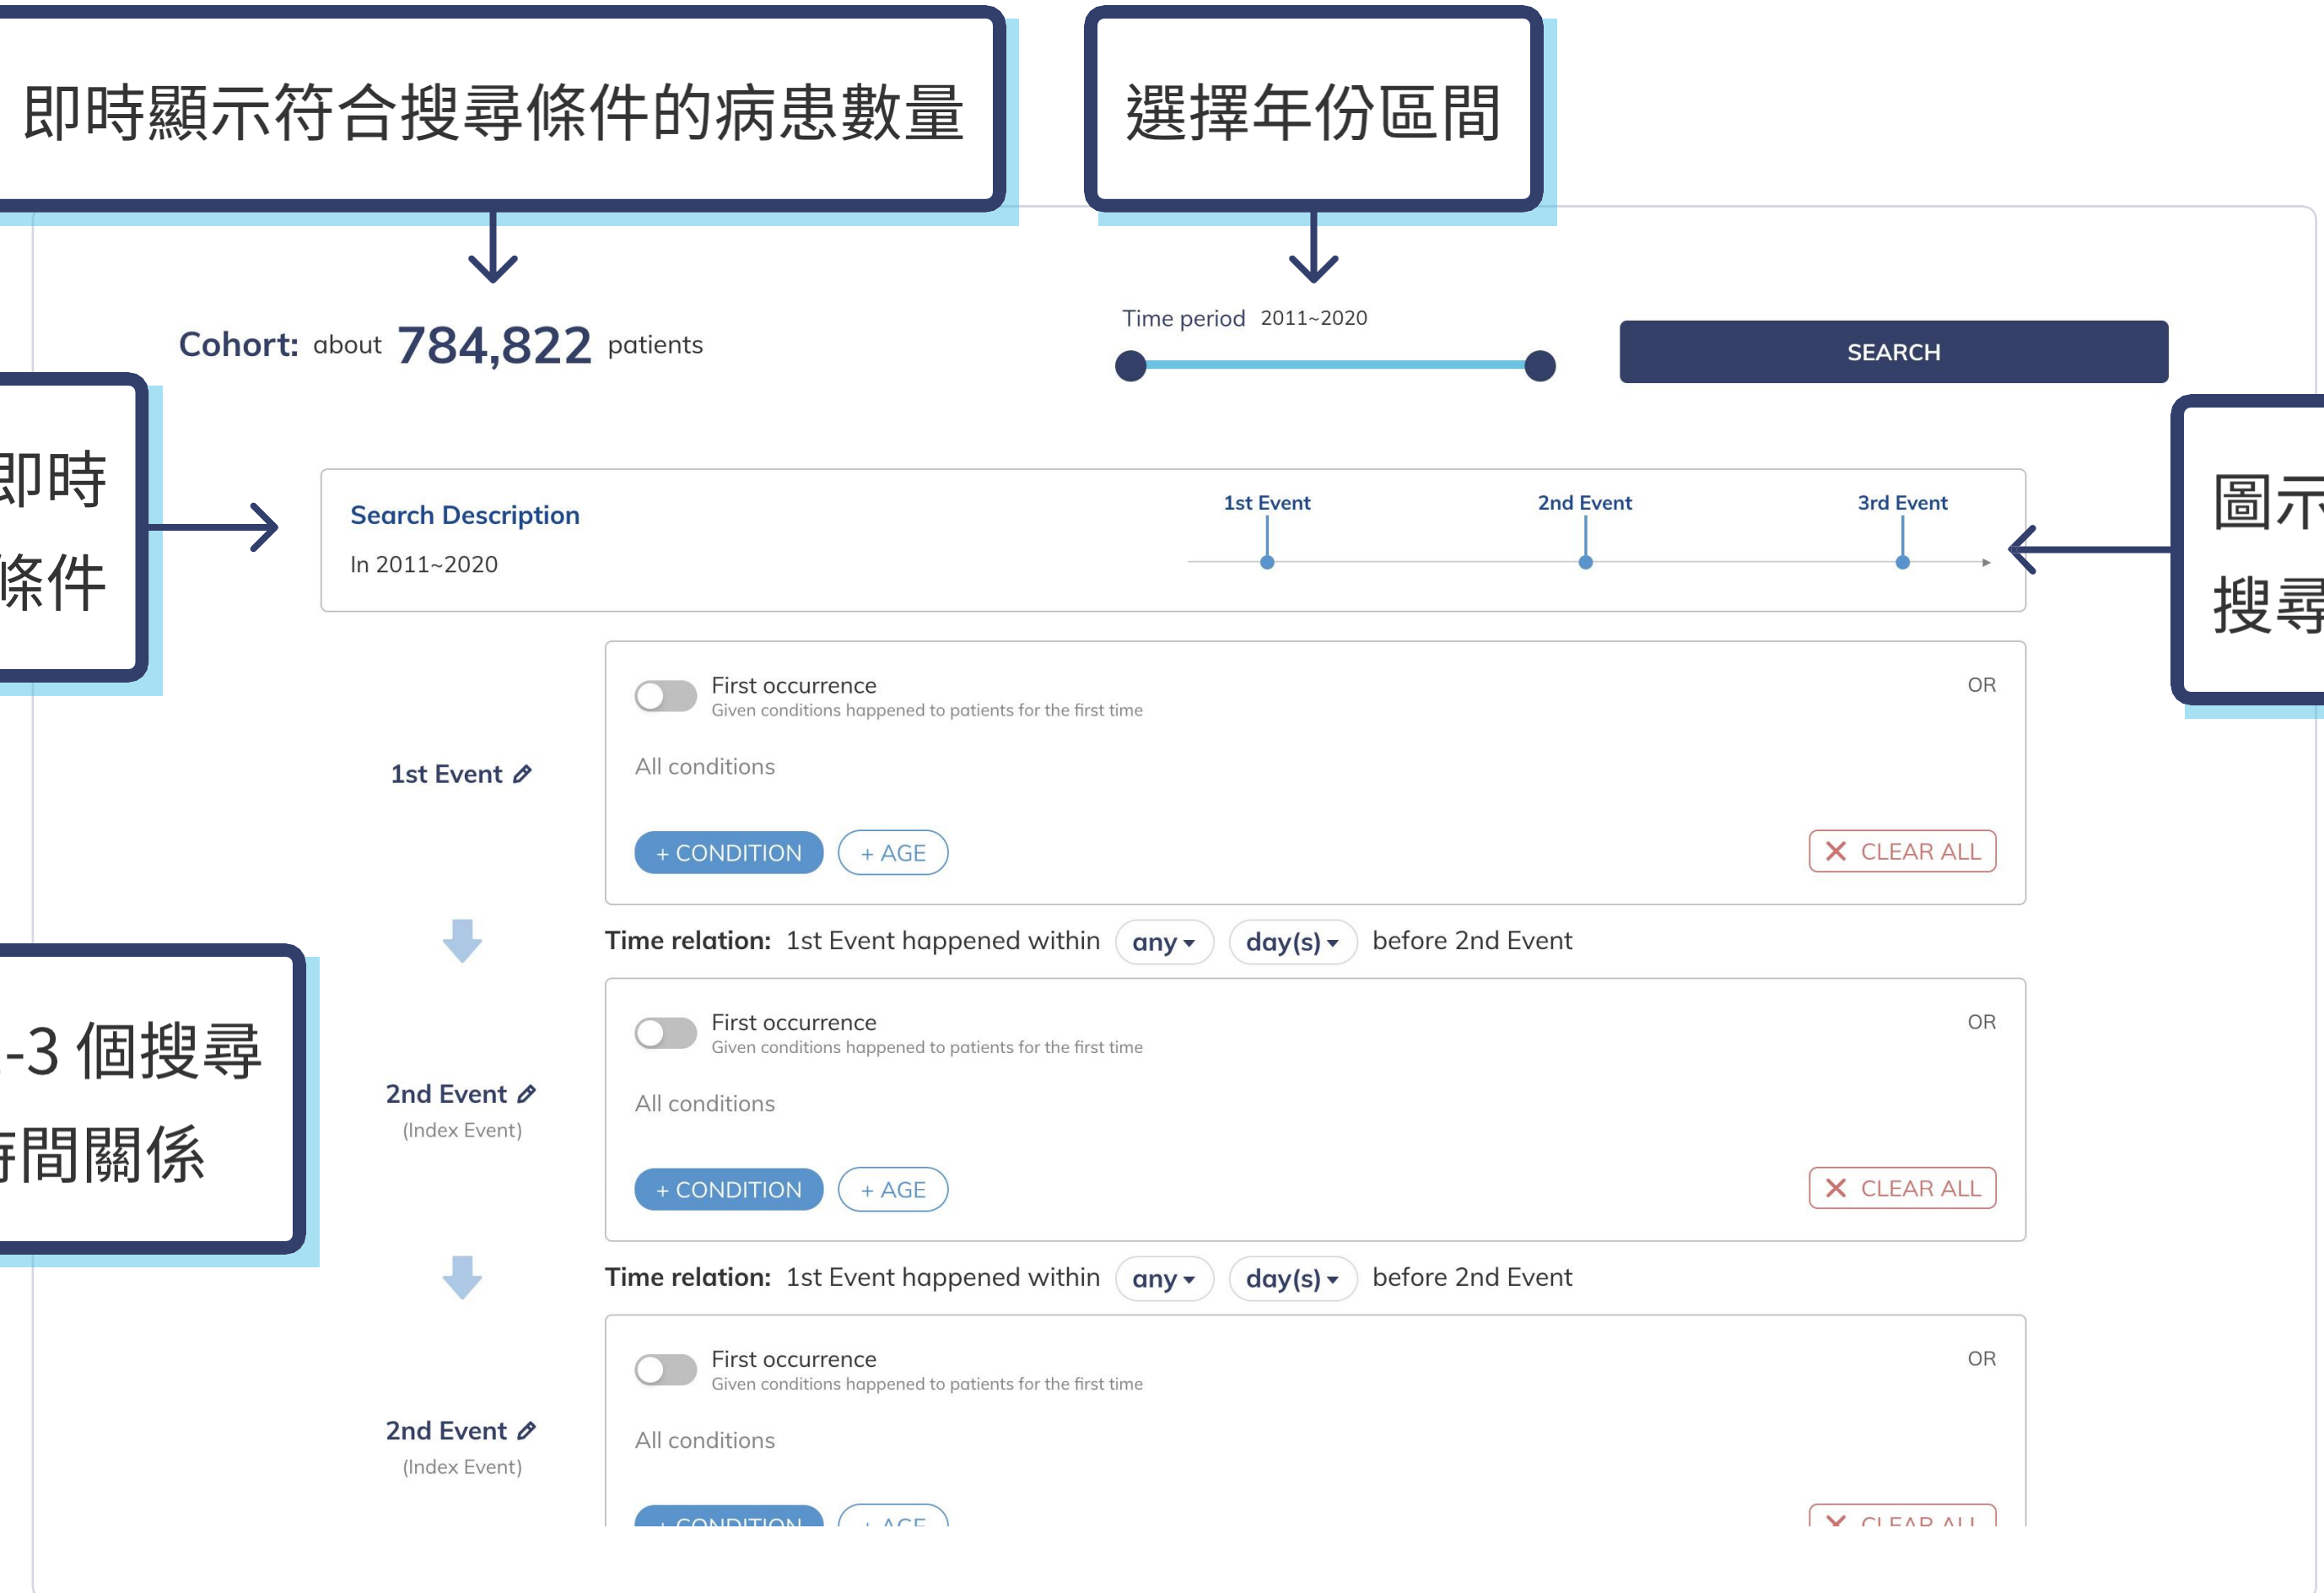 即時顯示符合搜尋條件的病患數量
選擇年份區間
Cohort: about 784,822 patients
Time period 2011~2020
SEARCH
即時
條件
Search Description
In 2011~2020
1st Event 2nd Event 3rd Event
圖示
搜尋
First occurrence
Given conditions happened to patients for the first time
OR
All conditions
1st Event
+ CONDITION + AGE
CLEAR ALL
Time relation: 1st Event happened within any day(s) before 2nd Event
-3 個搜尋
時間關係
First occurrence
Given conditions happened to patients for the first time
OR
All conditions
2nd Event
(Index Event)
+ CONDITION + AGE
CLEAR ALL
Time relation: 1st Event happened within any day(s) before 2nd Event
First occurrence
Given conditions happened to patients for the first time
OR
All conditions
2nd Event
(Index Event)
+ CONDITION + AGE
CLEAR ALL